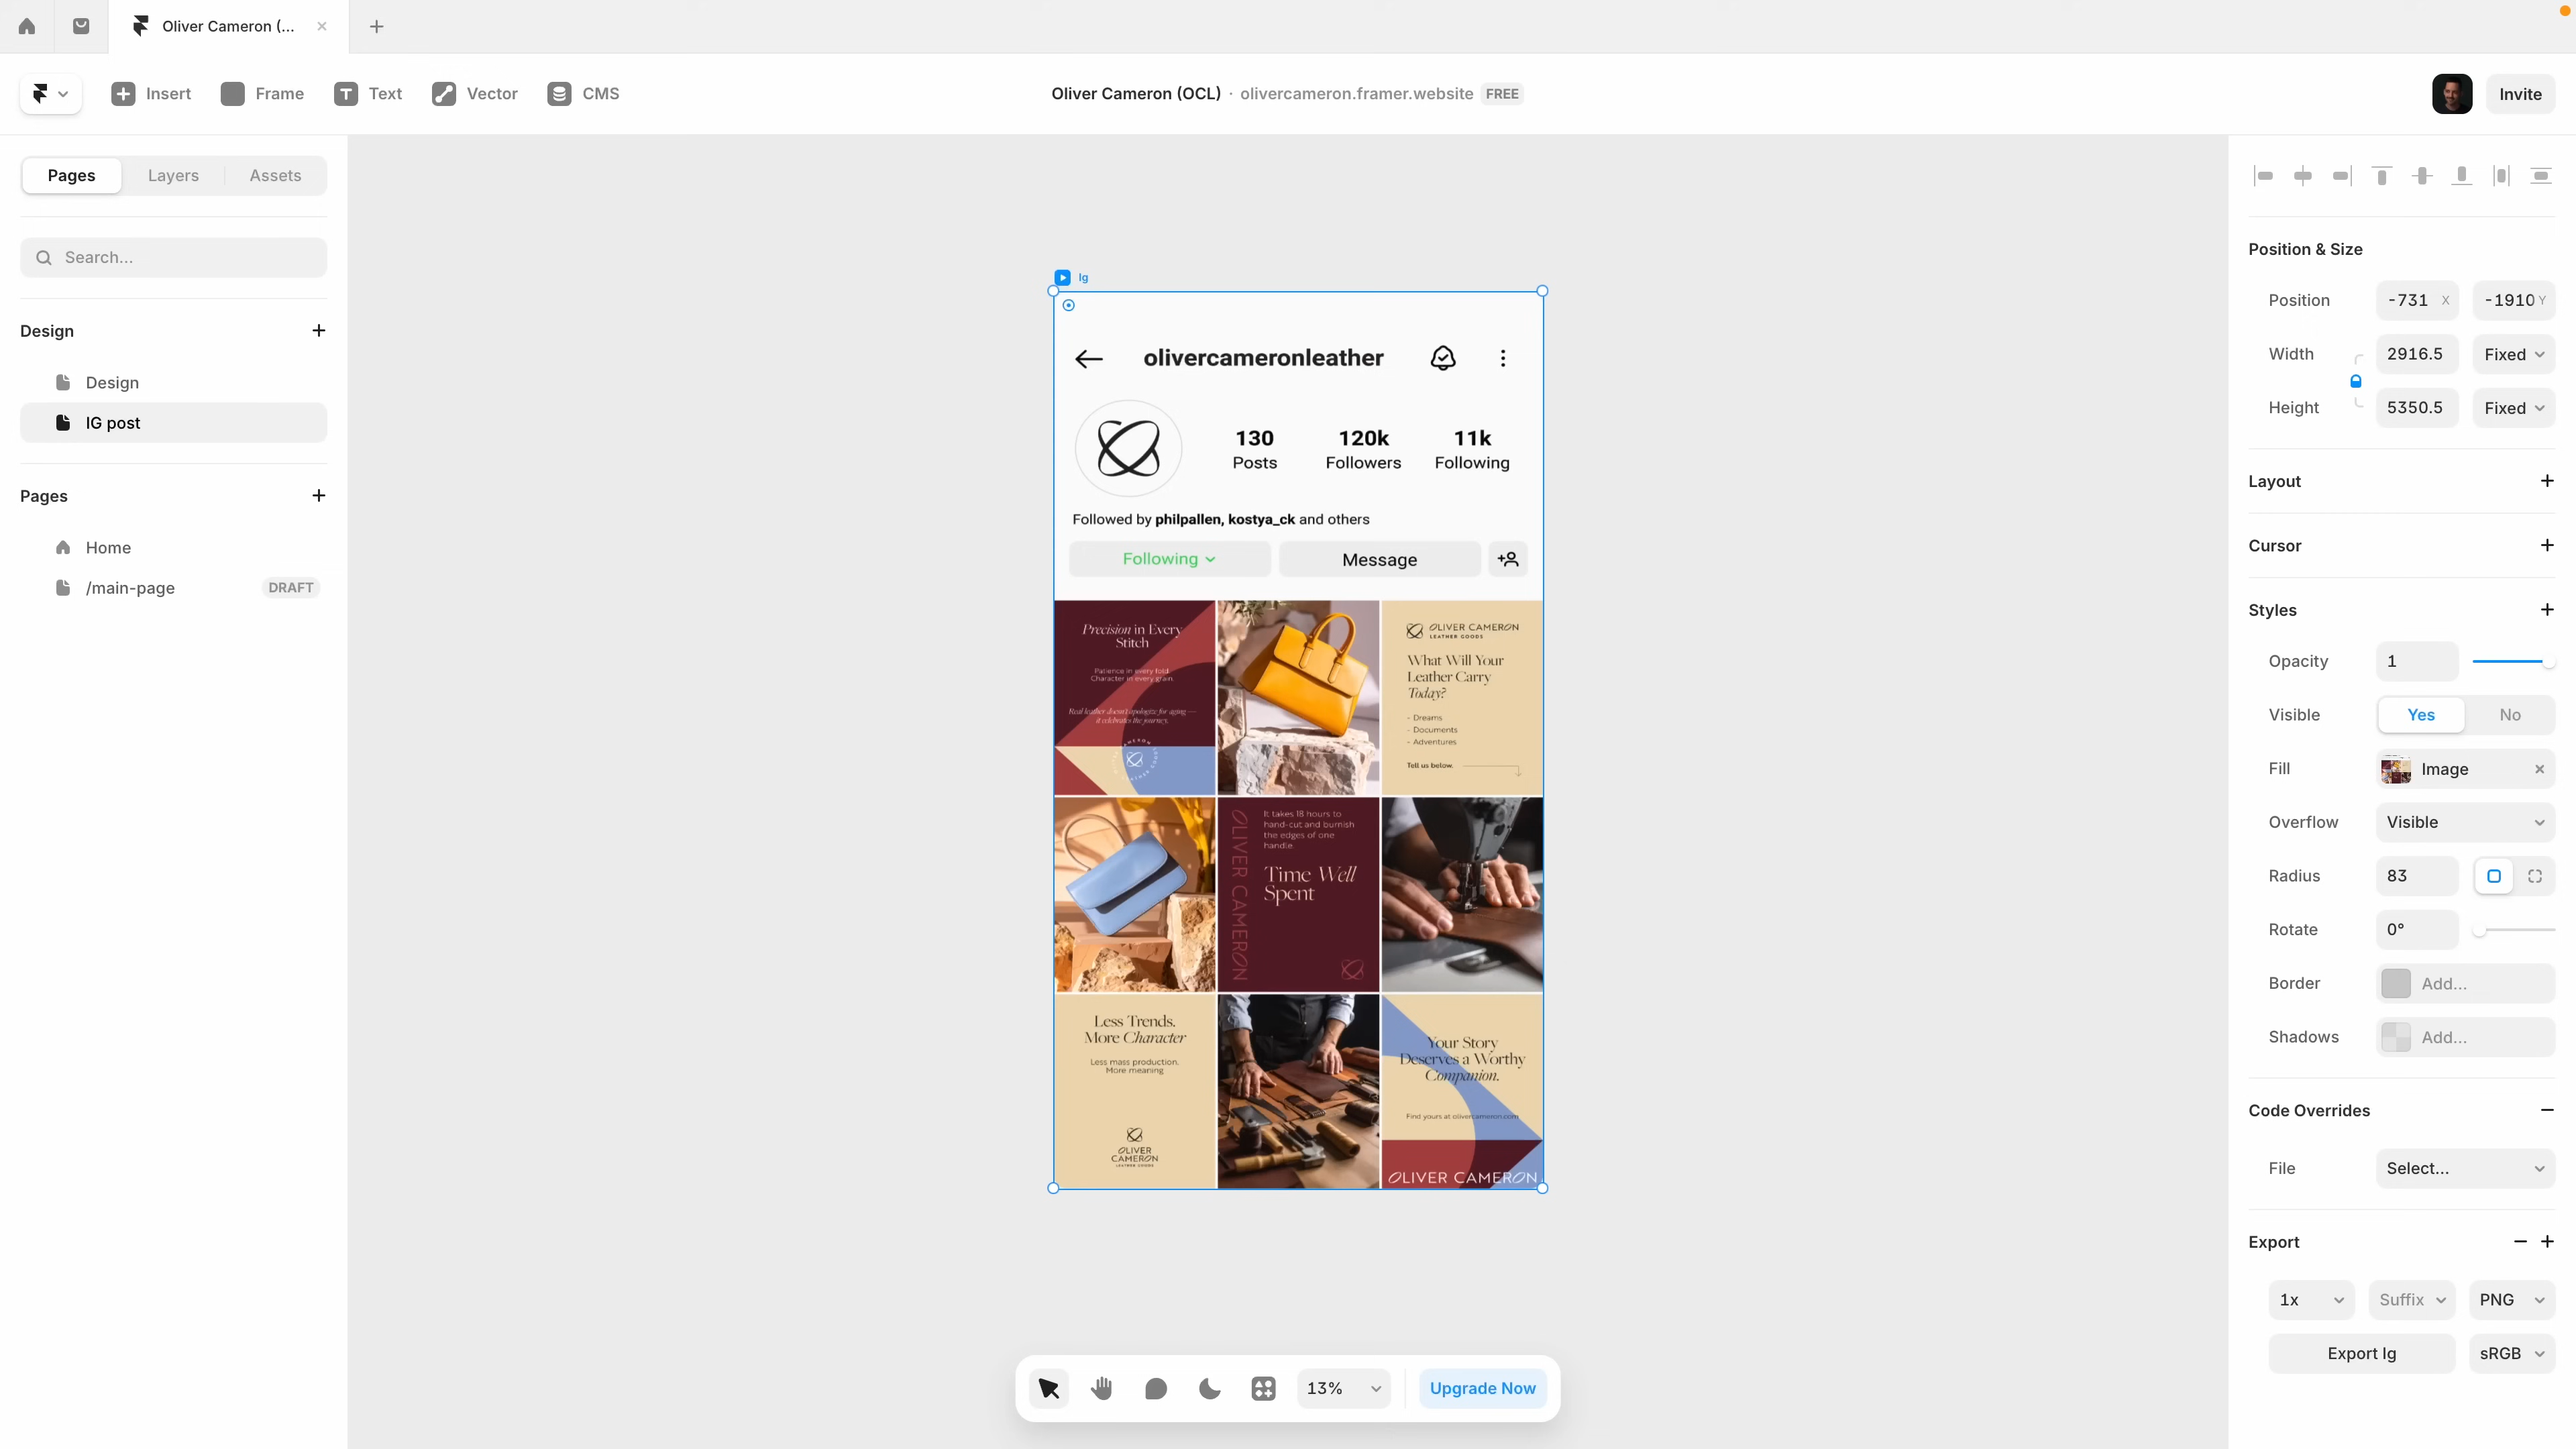 Oliver Cameron (...
Insert
Frame
Text
Vector
CMS
Oliver Cameron (OCL) · olivercameron.framer.website FREE
Invite
Pages
Layers
Assets
Search...
Design
Design
IG post
Pages
Home
/main-page
DRAFT
Ig
olivercameronleather
130
Posts
120k
Followers
11k
Following
Followed by philpallen, kostya_ck and others
Following
Message
Precision in Every
Stitch
Patience in every fold.
Character in every grain.
Real leather doesn't apologize for aging —
it celebrates the journey.
OLIVER CAMERON
LEATHER GOODS
What Will Your
Leather Carry
Today?
- Dreams
- Documents
- Adventures
Tell us below.
OLIVER CAMERON
It takes 18 hours to
hand-cut and burnish
the edges of one
handle.
Time Well
Spent
Less Trends.
More Character
Less mass production.
More meaning
OLIVER
CAMERON
LEATHER GOODS
Your Story
Deserves a Worthy
Companion.
Find yours at olivercameron.com
OLIVER CAMERON
13%
Upgrade Now
Position & Size
Position
-731 X
-1910 Y
Width
2916.5
Fixed
Height
5350.5
Fixed
Layout
Cursor
Styles
Opacity
1
Visible
Yes
No
Fill
Image
Overflow
Visible
Radius
83
Rotate
0°
Border
Add...
Shadows
Add...
Code Overrides
File
Select...
Export
1x
Suffix
PNG
Export Ig
sRGB